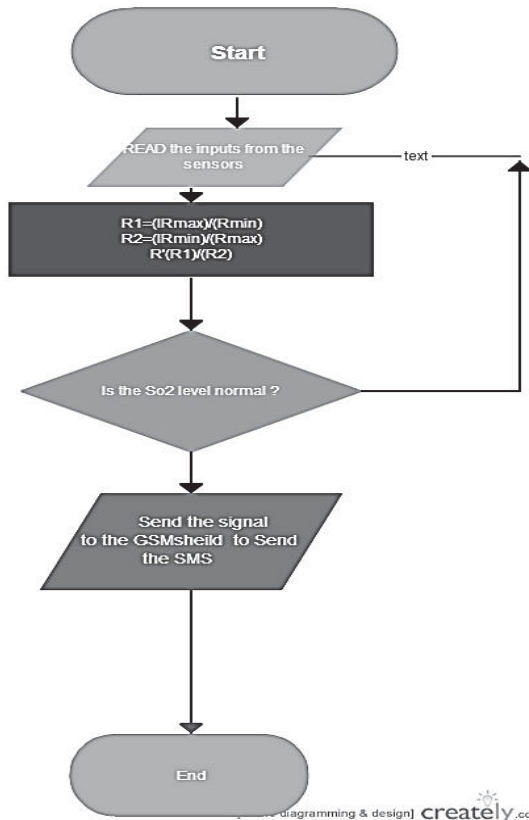 Start
READ the inputs from the
sensors
text
R1=(IRmax)/(Rmin)
R2=(IRmin)/(Rmax)
R'(R1)/(R2)
Is the So2 level normal ?
Send the signal
to the GSMsheild to Send
the SMS
End
diagramming & design] creately.co